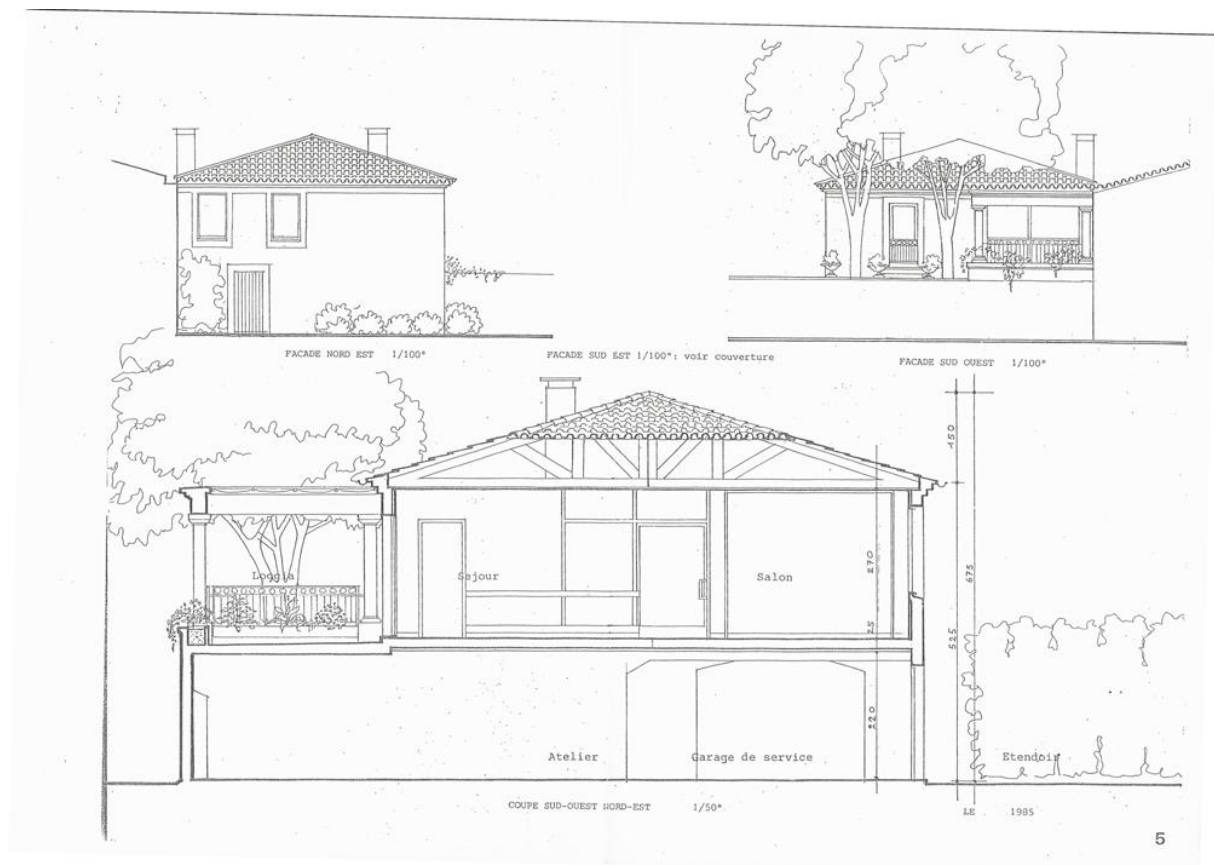 FACADE NORD EST 1/100°
FACADE SUD EST 1/100°: voir couverture
FACADE SUD OUEST 1/100°
150
Loggia
Sejour
Salon
270
675
25
525
220
Atelier
Garage de service
Etendoir
COUPE SUD-OUEST NORD-EST 1/50°
LE 1985
5